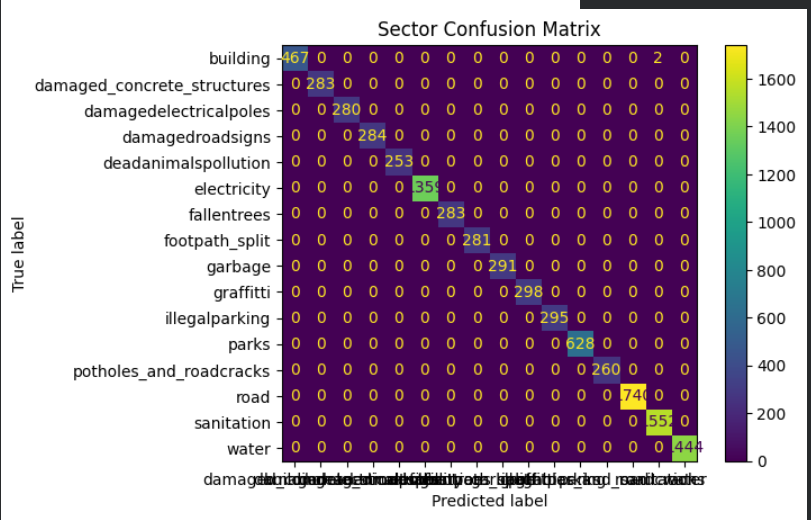 Sector Confusion Matrix
building 467 0 0 0 0 0 0 0 0 0 0 0 0 0 2 0
damaged_concrete_structures 0 283 0 0 0 0 0 0 0 0 0 0 0 0 0 0
damagedelectricalpoles 0 0 280 0 0 0 0 0 0 0 0 0 0 0 0 0
damagedroadsigns 0 0 0 284 0 0 0 0 0 0 0 0 0 0 0 0
deadanimalspollution 0 0 0 0 253 0 0 0 0 0 0 0 0 0 0 0
electricity 0 0 0 0 0 1359 0 0 0 0 0 0 0 0 0 0
fallentrees 0 0 0 0 0 0 283 0 0 0 0 0 0 0 0 0
footpath_split 0 0 0 0 0 0 0 281 0 0 0 0 0 0 0 0
garbage 0 0 0 0 0 0 0 0 291 0 0 0 0 0 0 0
graffitti 0 0 0 0 0 0 0 0 0 298 0 0 0 0 0 0
illegalparking 0 0 0 0 0 0 0 0 0 0 295 0 0 0 0 0
parks 0 0 0 0 0 0 0 0 0 0 0 628 0 0 0 0
potholes_and_roadcracks 0 0 0 0 0 0 0 0 0 0 0 0 260 0 0 0
road 0 0 0 0 0 0 0 0 0 0 0 0 0 1740 0 0
sanitation 0 0 0 0 0 0 0 0 0 0 0 0 0 0 1552 0
water 0 0 0 0 0 0 0 0 0 0 0 0 0 0 0 1444
True label
Predicted label
1600
1400
1200
1000
800
600
400
200
0